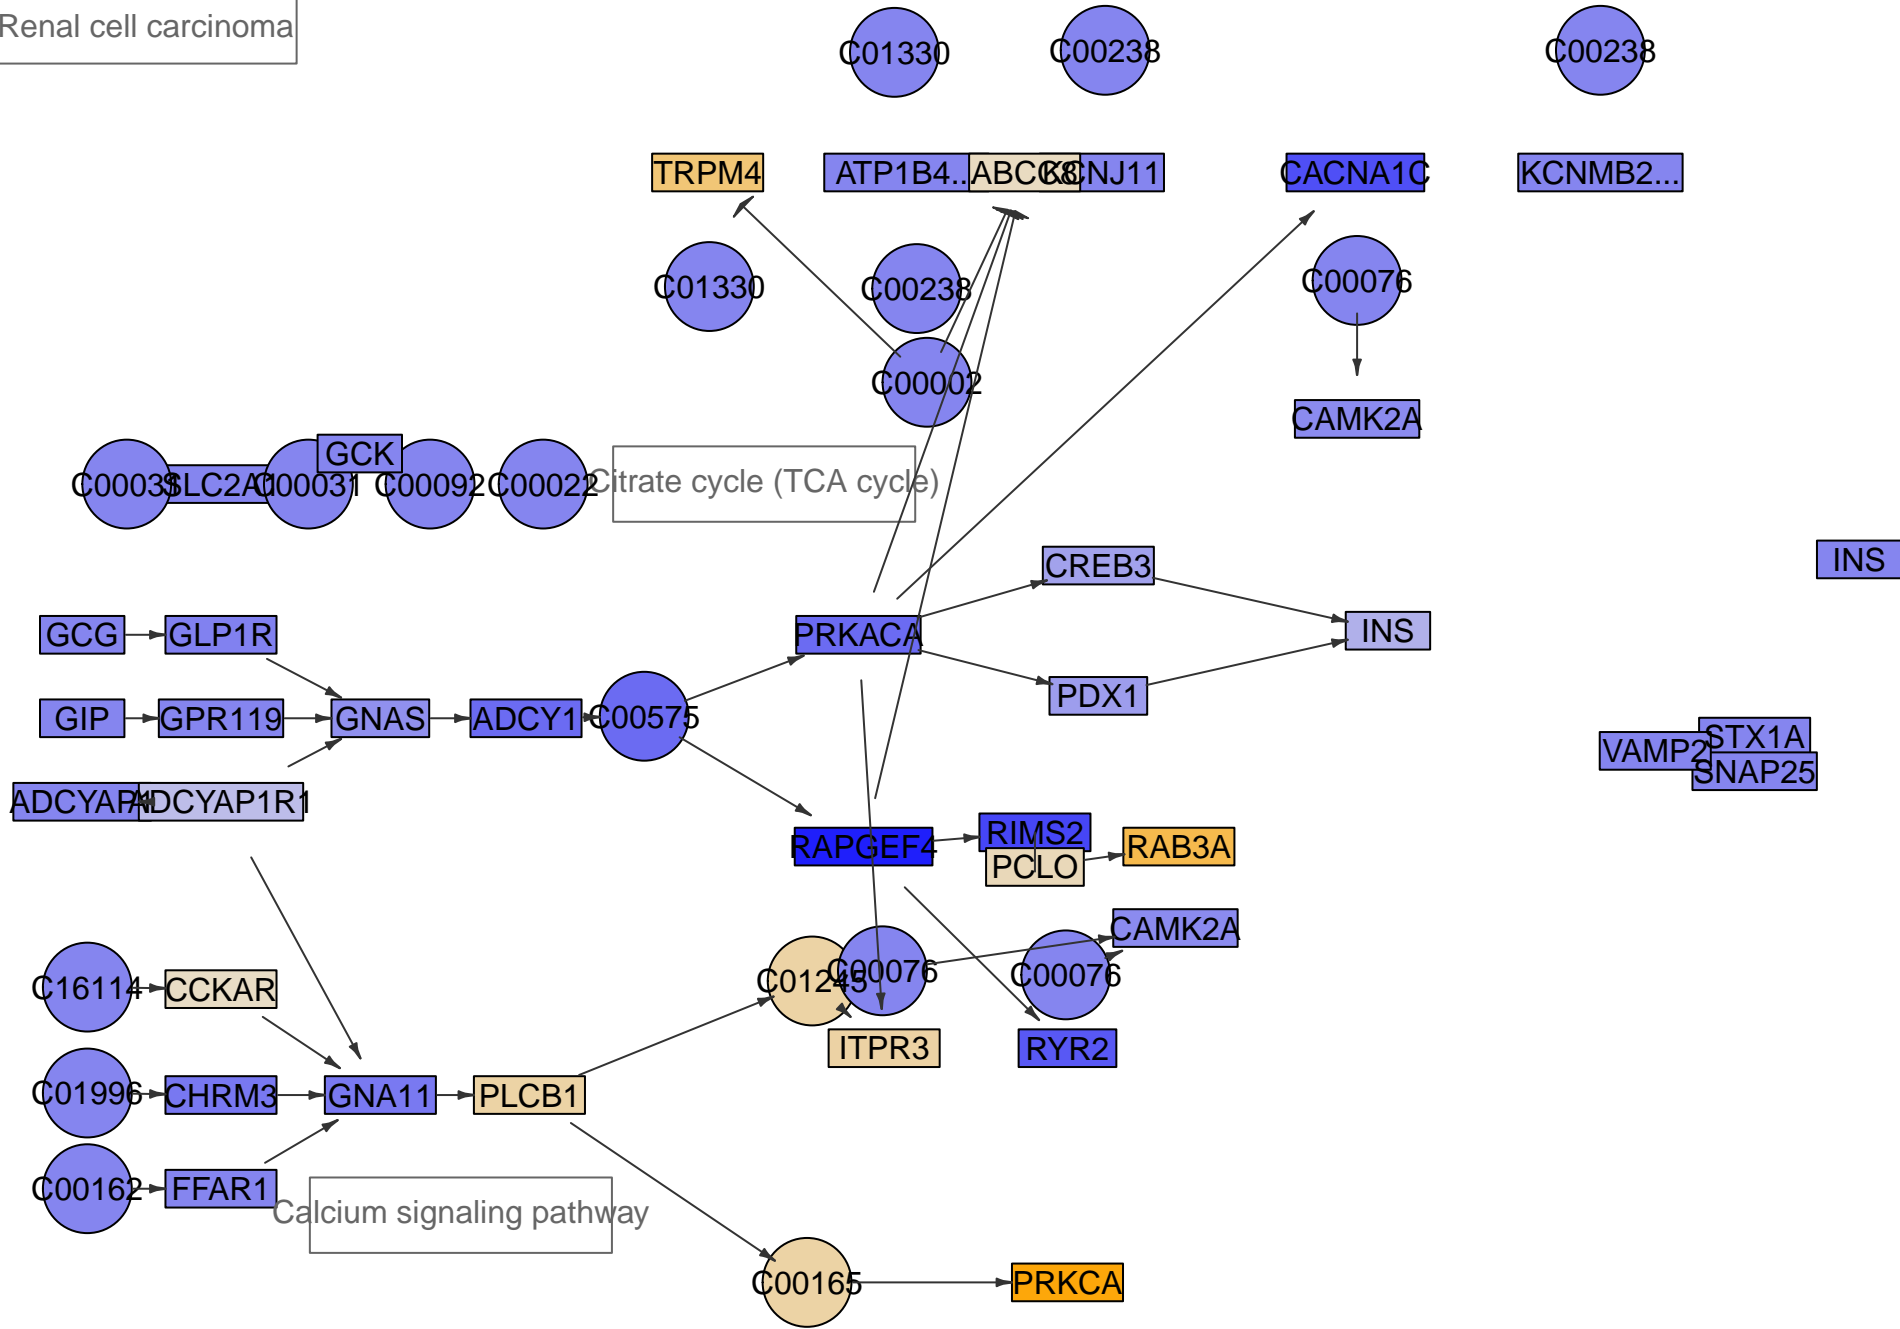 Renal cell carcinoma
C01330
C00238
C00238
TRPM4
ATP1B4...
ABCC8
KCNJ11
CACNA1C
KCNMB2...
C01330
C00238
C00076
C00002
CAMK2A
C00031
SLC2A1
C00031
GCK
C00092
C00022
Citrate cycle (TCA cycle)
CREB3
INS
GCG
GLP1R
PRKACA
INS
GIP
GPR119
GNAS
ADCY1
C00575
PDX1
VAMP2
STX1A
SNAP25
ADCYAP1
ADCYAP1R1
RAPGEF4
RIMS2
PCLO
RAB3A
CAMK2A
C16114
CCKAR
C01245
C00076
C00076
ITPR3
RYR2
C01996
CHRM3
GNA11
PLCB1
C00162
FFAR1
Calcium signaling pathway
C00165
PRKCA